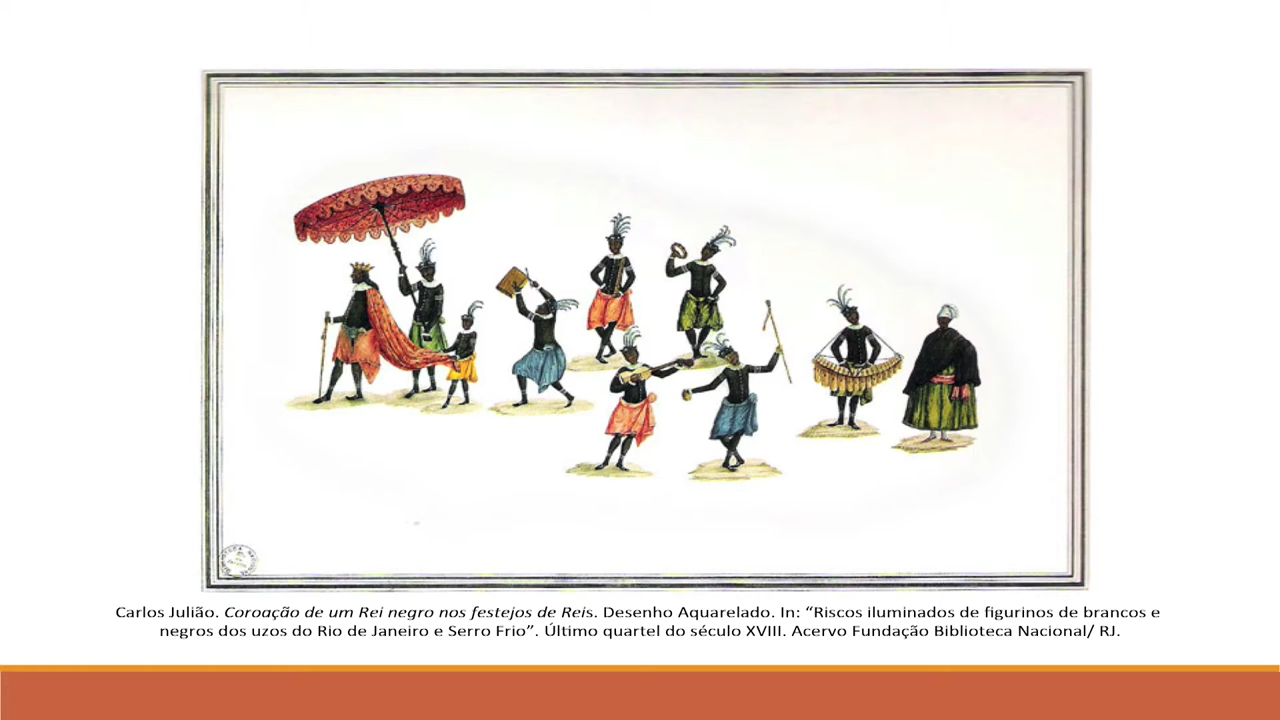 Carlos Julião. Coroação de um Rei negro nos festejos de Reis. Desenho Aquarelado. In: “Riscos iluminados de figurinos de brancos e
negros dos uzos do Rio de Janeiro e Serro Frio”. Último quartel do século XVIII. Acervo Fundação Biblioteca Nacional/ RJ.